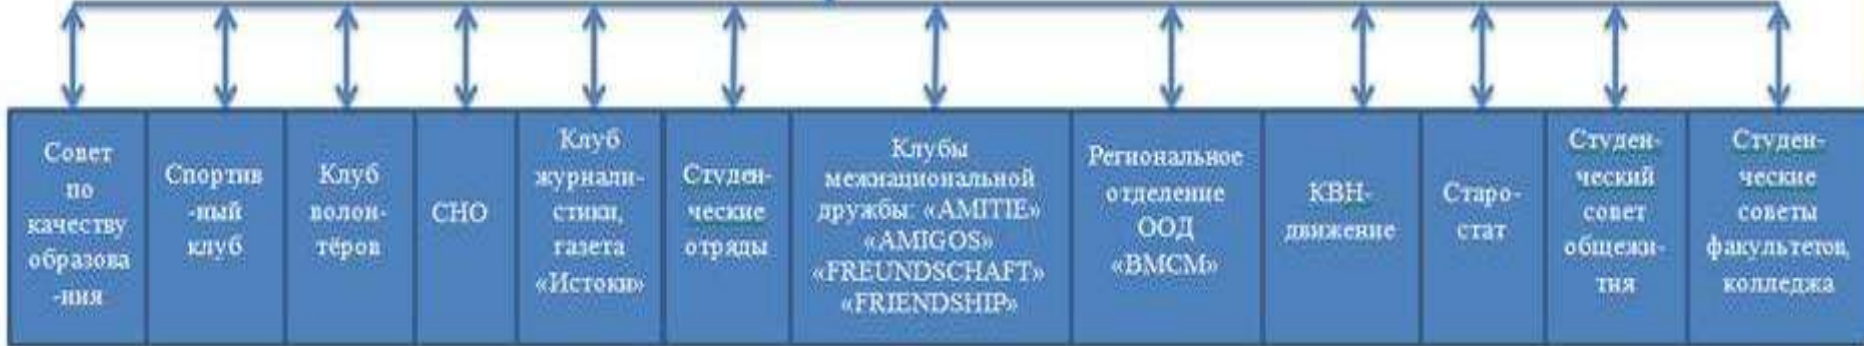 Совет
по
качеству
образова
-ния
Спортив
-ный
клуб
Клуб
волон-
тёров
СНО
Клуб
журнали-
стики,
газета
«Истоки»
Студен-
ческие
отряды
Клубы
межнациональной
дружбы: «AMITIE»
«AMIGOS»
«FREUNDSCHAFT»
«FRIENDSHIP»
Региональное
отделение
ООД
«ВМСМ»
КВН-
движение
Старо-
стат
Студен-
ческий
совет
общежи-
тия
Студен-
ческие
советы
факультетов,
колледжа